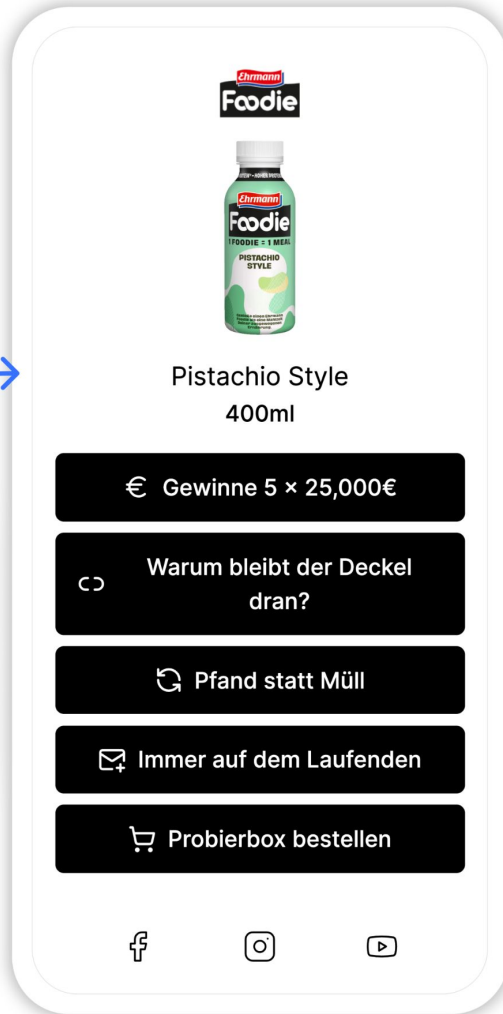 Ehrmann
Foodie
Ehrmann
Foodie
1 FOODIE = 1 MEAL
PISTACHIO
STYLE
Pistachio Style
400ml
€ Gewinne 5 × 25,000€
Warum bleibt der Deckel
dran?
Pfand statt Müll
Immer auf dem Laufenden
Probierbox bestellen